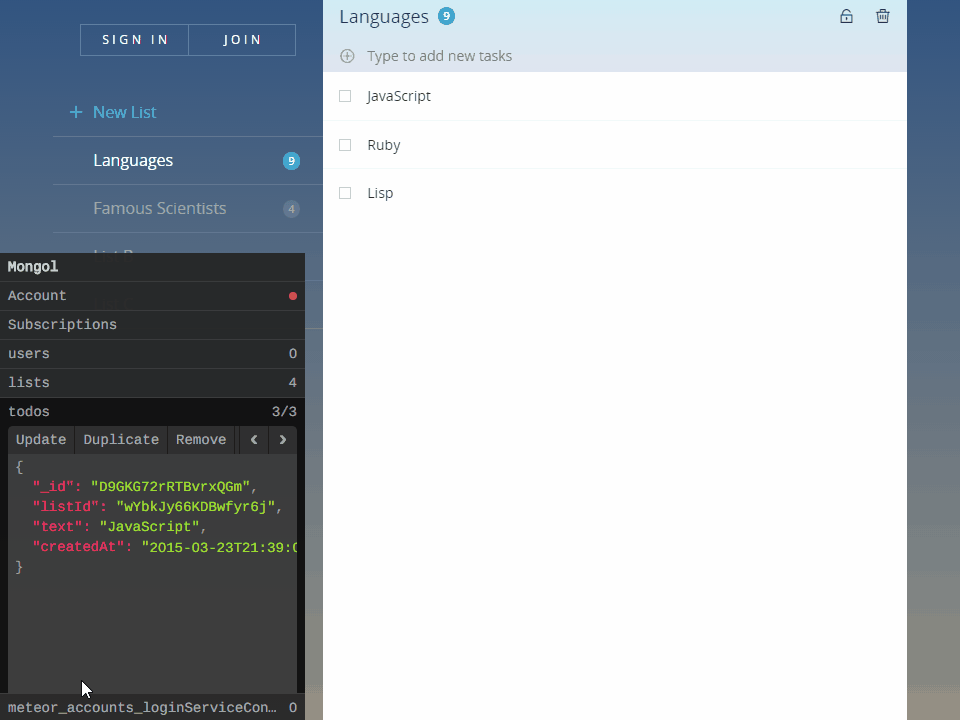 SIGN IN JOIN
+ New List
Languages 9
Famous Scientists 4
Mongol
Account
Subscriptions
users 0
lists 4
todos 3/3
Update Duplicate Remove < >
{
"_id": "D9GKG72rRTBvrxQGm",
"listId": "wYbkJy66KDBwfyr6j",
"text": "JavaScript",
"createdAt": "2015-03-23T21:39:0
}
meteor_accounts_loginServiceCon… 0
Languages 9
Type to add new tasks
JavaScript
Ruby
Lisp